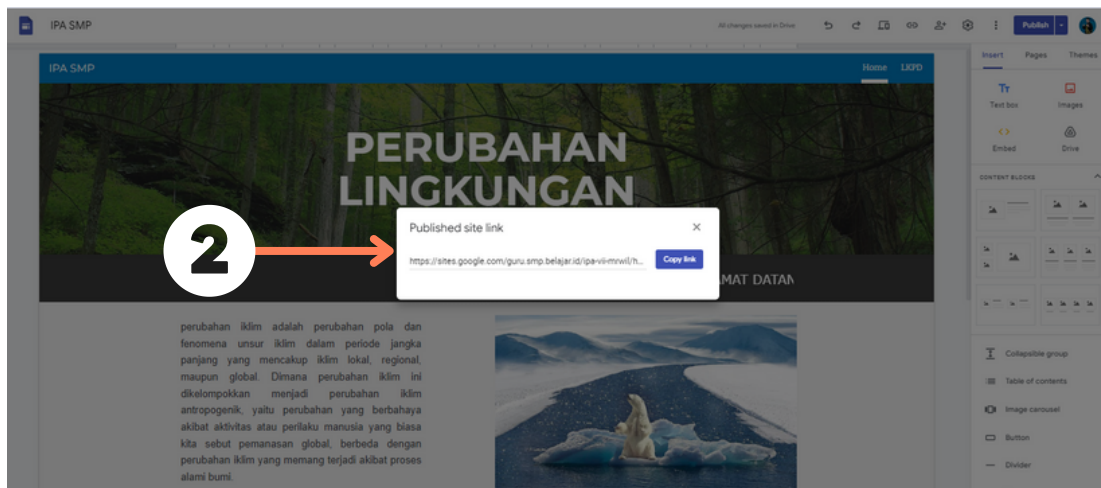 IPA SMP
All changes saved in Drive
Publish
IPA SMP
Home LKPD
PERUBAHAN
LINGKUNGAN
2
Published site link
https://sites.google.com/guru.smp.belajar.id/ipa-vii-mrwil/h...
Copy link
AMAT DATAN
perubahan iklim adalah perubahan pola dan
fenomena unsur iklim dalam periode jangka
panjang yang mencakup iklim lokal, regional,
maupun global. Dimana perubahan iklim ini
dikelompokkan menjadi perubahan iklim
antropogenik, yaitu perubahan yang berbahaya
akibat aktivitas atau perilaku manusia yang biasa
kita sebut pemanasan global, berbeda dengan
perubahan iklim yang memang terjadi akibat proses
alami bumi.
Insert Pages Themes
Text box Images
Embed Drive
CONTENT BLOCKS
Collapsible group
Table of contents
Image carousel
Button
Divider